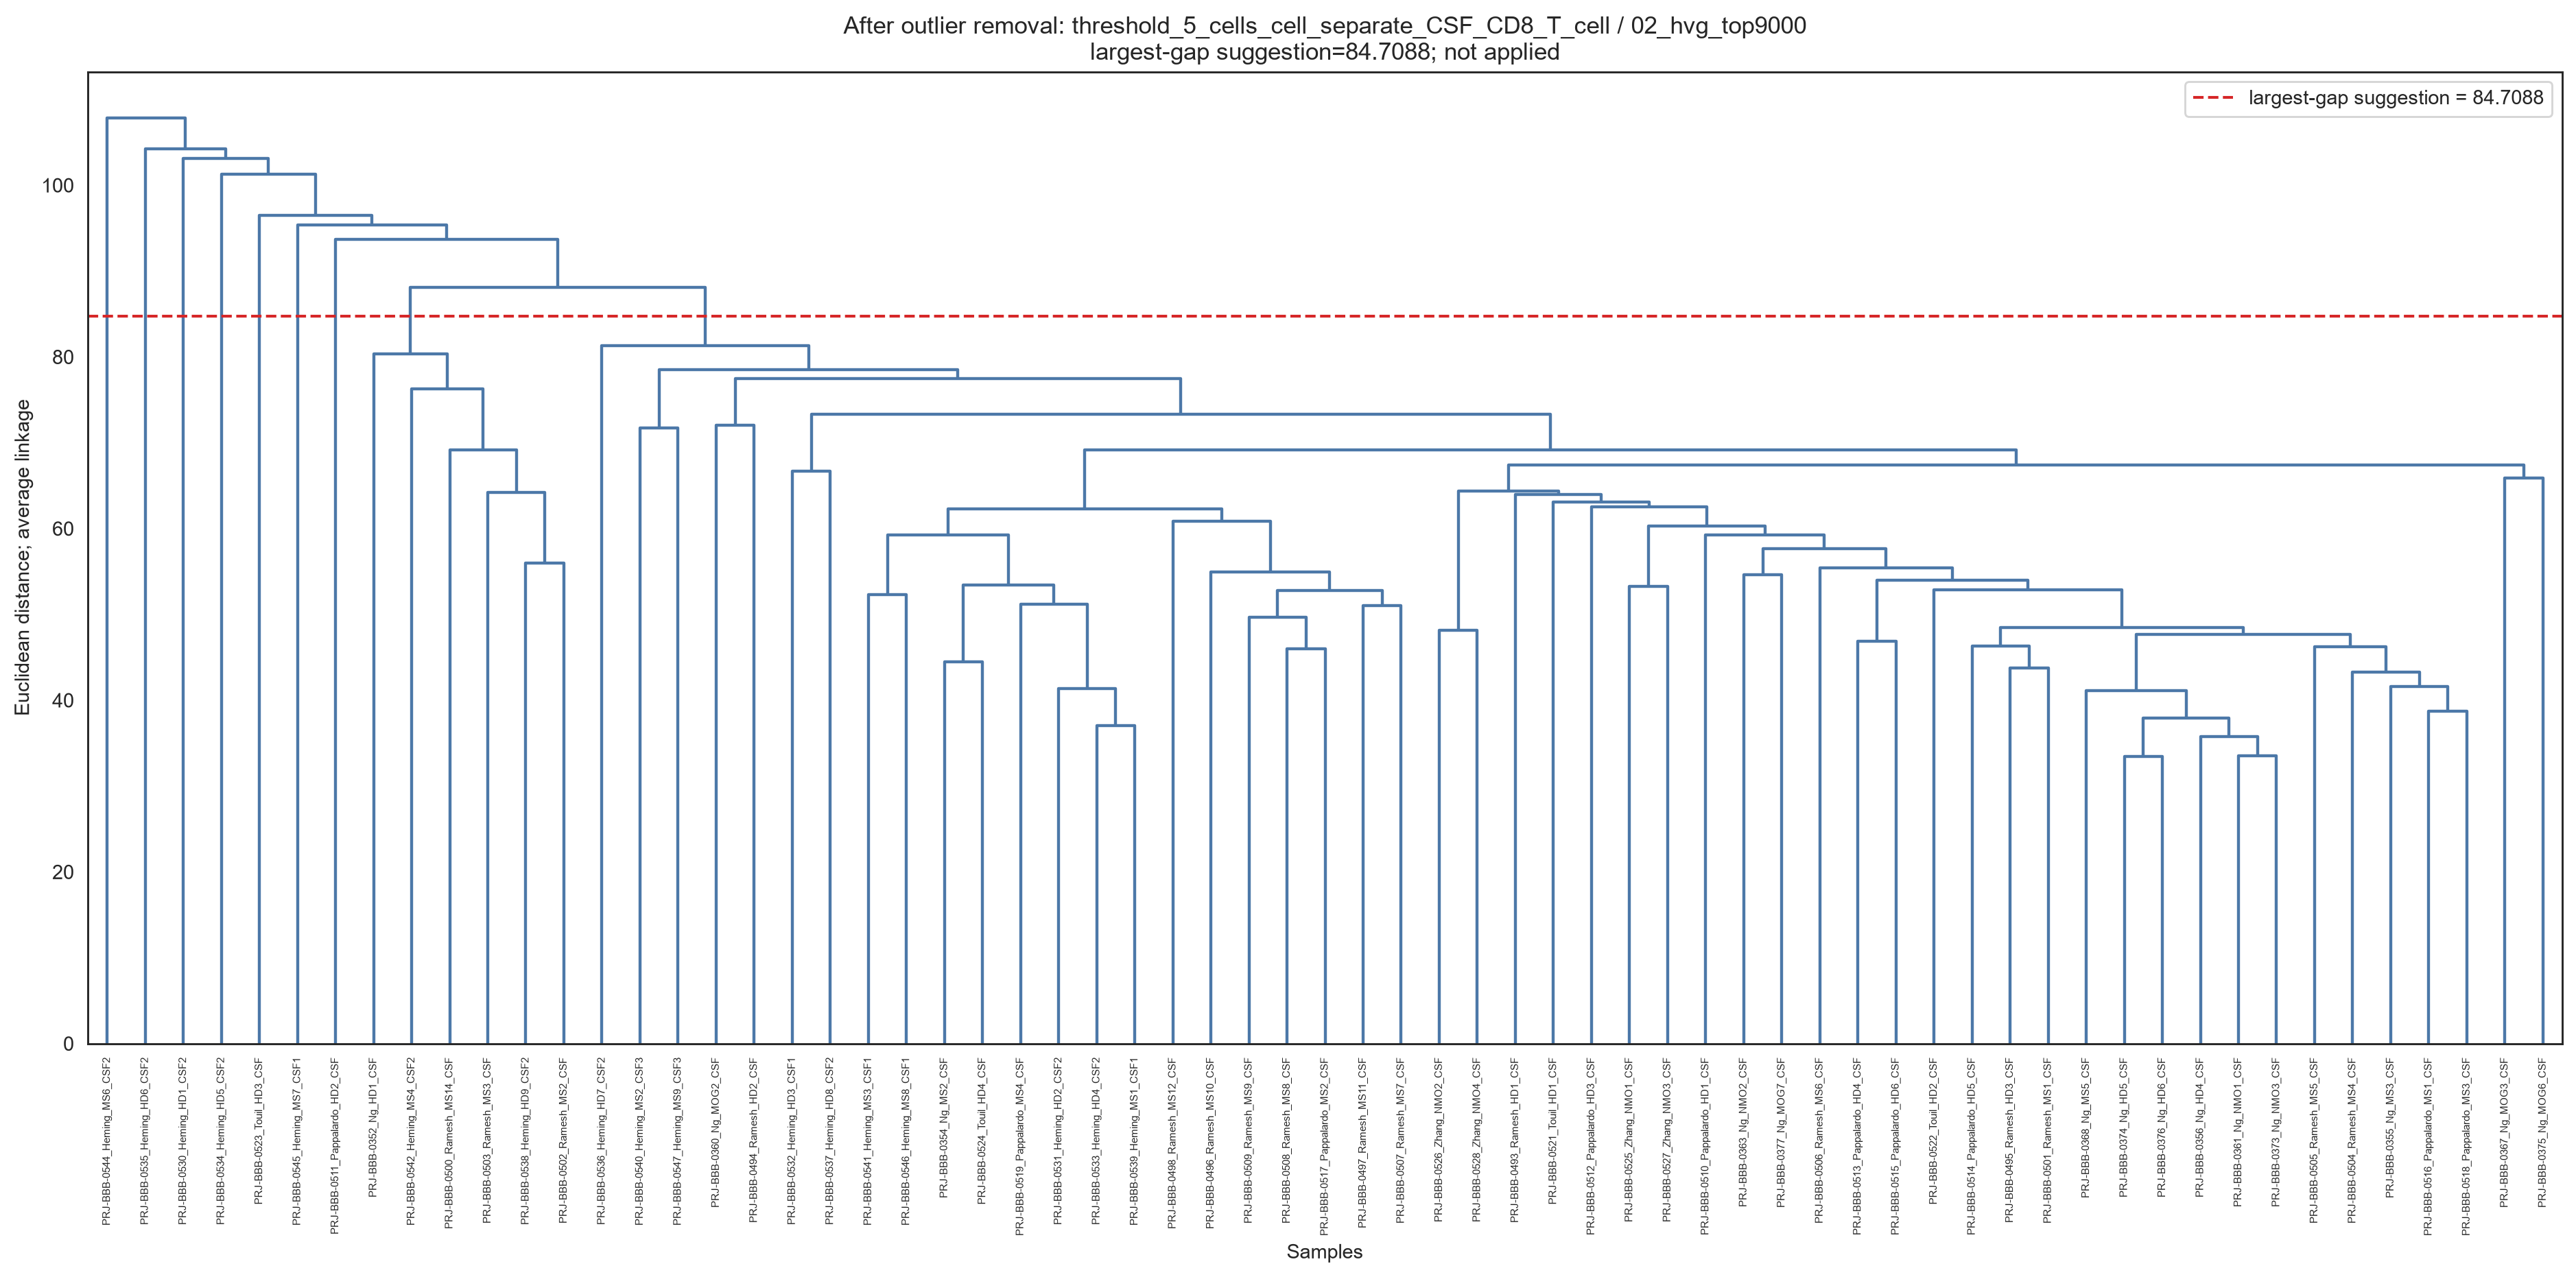 After outlier removal: threshold_5_cells_cell_separate_CSF_CD8_T_cell / 02_hvg_top9000
largest-gap suggestion=84.7088; not applied
largest-gap suggestion = 84.7088
Euclidean distance; average linkage
100
80
60
40
20
0
PRJ-BBB-0544_Heming_MS6_CSF2
PRJ-BBB-0535_Heming_HD6_CSF2
PRJ-BBB-0530_Heming_HD1_CSF2
PRJ-BBB-0534_Heming_HD5_CSF2
PRJ-BBB-0523_Touil_HD3_CSF
PRJ-BBB-0545_Heming_MS7_CSF1
PRJ-BBB-0511_Pappalardo_HD2_CSF
PRJ-BBB-0352_Ng_HD1_CSF
PRJ-BBB-0542_Heming_MS4_CSF2
PRJ-BBB-0500_Ramesh_MS14_CSF
PRJ-BBB-0503_Ramesh_MS3_CSF
PRJ-BBB-0538_Heming_HD9_CSF2
PRJ-BBB-0502_Ramesh_MS2_CSF
PRJ-BBB-0536_Heming_HD7_CSF2
PRJ-BBB-0540_Heming_MS2_CSF3
PRJ-BBB-0547_Heming_MS9_CSF3
PRJ-BBB-0360_Ng_MOG2_CSF
PRJ-BBB-0494_Ramesh_HD2_CSF
PRJ-BBB-0532_Heming_HD3_CSF1
PRJ-BBB-0537_Heming_HD8_CSF2
PRJ-BBB-0541_Heming_MS3_CSF1
PRJ-BBB-0546_Heming_MS8_CSF1
PRJ-BBB-0354_Ng_MS2_CSF
PRJ-BBB-0524_Touil_HD4_CSF
PRJ-BBB-0519_Pappalardo_MS4_CSF
PRJ-BBB-0531_Heming_HD2_CSF2
PRJ-BBB-0533_Heming_HD4_CSF2
PRJ-BBB-0539_Heming_MS1_CSF1
PRJ-BBB-0498_Ramesh_MS12_CSF
PRJ-BBB-0496_Ramesh_MS10_CSF
PRJ-BBB-0509_Ramesh_MS9_CSF
PRJ-BBB-0508_Ramesh_MS8_CSF
PRJ-BBB-0517_Pappalardo_MS2_CSF
PRJ-BBB-0497_Ramesh_MS11_CSF
PRJ-BBB-0507_Ramesh_MS7_CSF
PRJ-BBB-0526_Zhang_NMO2_CSF
PRJ-BBB-0528_Zhang_NMO4_CSF
PRJ-BBB-0493_Ramesh_HD1_CSF
PRJ-BBB-0521_Touil_HD1_CSF
PRJ-BBB-0512_Pappalardo_HD3_CSF
PRJ-BBB-0525_Zhang_NMO1_CSF
PRJ-BBB-0527_Zhang_NMO3_CSF
PRJ-BBB-0510_Pappalardo_HD1_CSF
PRJ-BBB-0363_Ng_NMO2_CSF
PRJ-BBB-0377_Ng_MOG7_CSF
PRJ-BBB-0506_Ramesh_MS6_CSF
PRJ-BBB-0513_Pappalardo_HD4_CSF
PRJ-BBB-0515_Pappalardo_HD6_CSF
PRJ-BBB-0522_Touil_HD2_CSF
PRJ-BBB-0514_Pappalardo_HD5_CSF
PRJ-BBB-0495_Ramesh_HD3_CSF
PRJ-BBB-0501_Ramesh_MS1_CSF
PRJ-BBB-0368_Ng_MS5_CSF
PRJ-BBB-0374_Ng_HD5_CSF
PRJ-BBB-0376_Ng_HD6_CSF
PRJ-BBB-0356_Ng_HD4_CSF
PRJ-BBB-0361_Ng_NMO1_CSF
PRJ-BBB-0373_Ng_NMO3_CSF
PRJ-BBB-0505_Ramesh_MS5_CSF
PRJ-BBB-0504_Ramesh_MS4_CSF
PRJ-BBB-0355_Ng_MS3_CSF
PRJ-BBB-0516_Pappalardo_MS1_CSF
PRJ-BBB-0518_Pappalardo_MS3_CSF
PRJ-BBB-0367_Ng_MOG3_CSF
PRJ-BBB-0375_Ng_MOG6_CSF
Samples